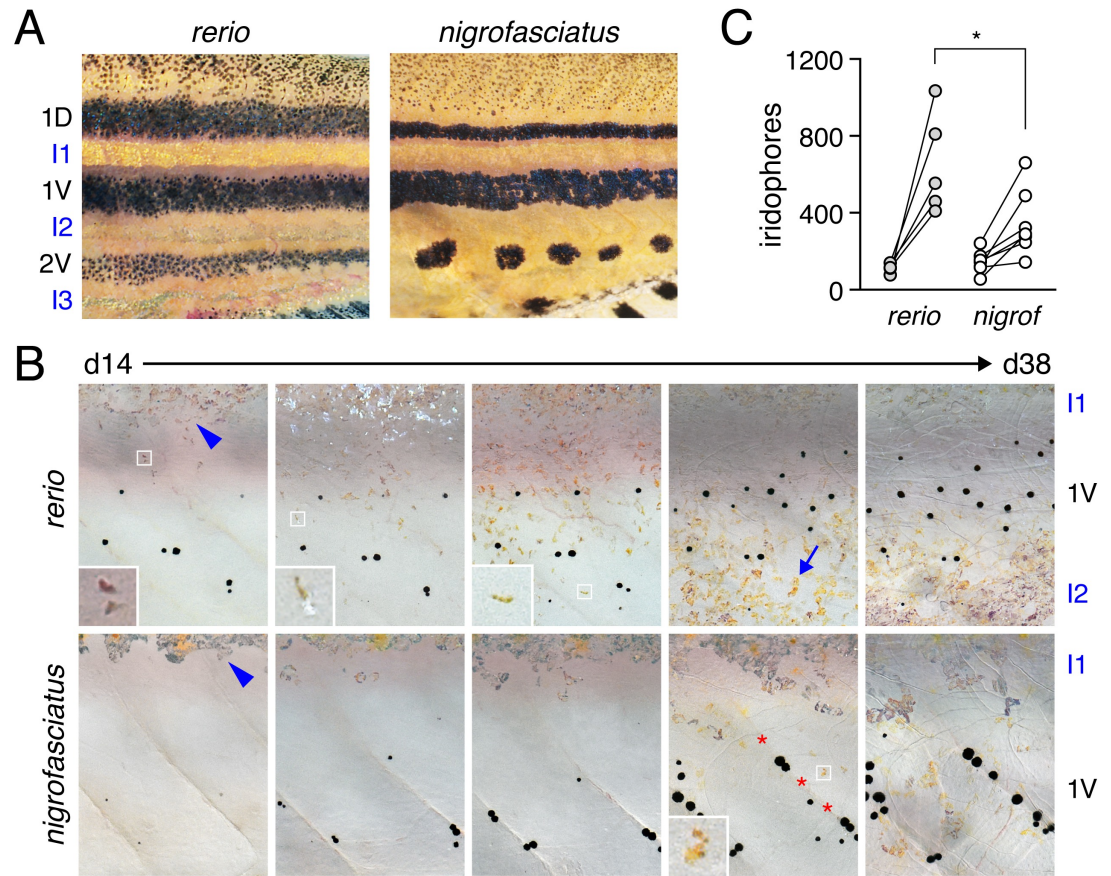 A
rerio
nigrofasciatus
1D
I1
1V
I2
2V
I3
C
*
iridophores
1200
800
400
0
rerio
nigrof
B
d14
d38
rerio
I1
1V
I2
nigrofasciatus
I1
1V
*
*
*